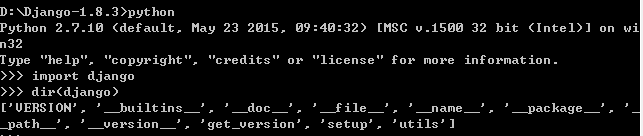 D:\Django-1.8.3>python
Python 2.7.10 (default, May 23 2015, 09:40:32) [MSC v.1500 32 bit (Intel)] on wi
n32
Type "help", "copyright", "credits" or "license" for more information.
>>> import django
>>> dir(django)
['VERSION', '__builtins__', '__doc__', '__file__', '__name__', '__package__', '_
_path__', '__version__', 'get_version', 'setup', 'utils']
>>>